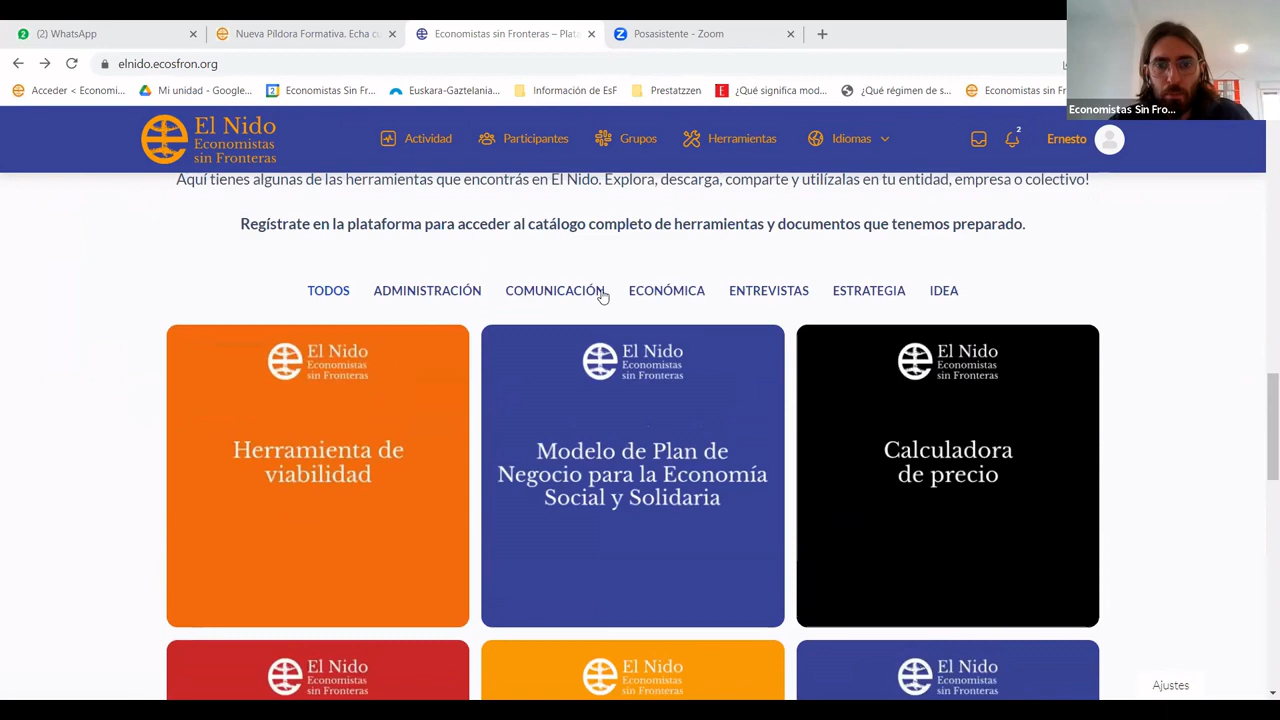 2
(2) WhatsApp
Nueva Píldora Formativa. Echa cu
Economistas sin Fronteras – Plata
Posasistente - Zoom
elnido.ecosfron.org
Acceder < Economi...
Mi unidad - Google...
Economistas Sin Fr...
Euskara-Gaztelania...
Información de EsF
Prestatzzen
¿Qué significa mod...
¿Qué régimen de s...
Economistas sin Fro
Economistas Sin Fro...
El Nido
Economistas
sin Fronteras
Actividad
Participantes
Grupos
Herramientas
Idiomas
2
Ernesto
Aquí tienes algunas de las herramientas que encontrás en El Nido. Explora, descarga, comparte y utilízalas en tu entidad, empresa o colectivo!
Regístrate en la plataforma para acceder al catálogo completo de herramientas y documentos que tenemos preparado.
TODOS ADMINISTRACIÓN COMUNICACIÓN ECONÓMICA ENTREVISTAS ESTRATEGIA IDEA
El Nido
Economistas
sin Fronteras
Herramienta de
viabilidad
El Nido
Economistas
sin Fronteras
Modelo de Plan de
Negocio para la Economía
Social y Solidaria
El Nido
Economistas
sin Fronteras
Calculadora
de precio
El Nido
Economistas
sin Fronteras
El Nido
Economistas
sin Fronteras
El Nido
Economistas
sin Fronteras
Ajustes